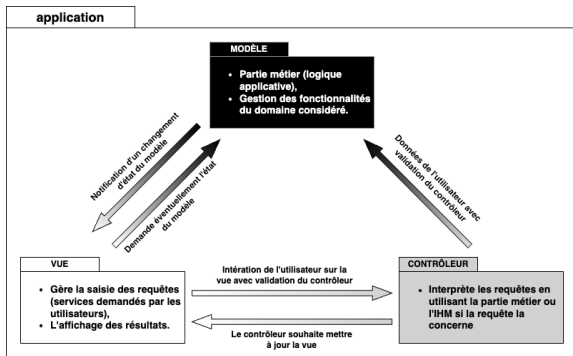 application
MODÈLE
• Partie métier (logique
applicative),
• Gestion des fonctionnalités
du domaine considéré.
Notification d'un changement
d'état du modèle
Demande éventuellement l'état
du modèle
Données de l'utilisateur avec
validation du contrôleur
VUE
• Gère la saisie des requêtes
(services demandés par les
utilisateurs),
• L'affichage des résultats.
Intération de l'utilisateur sur la
vue avec validation du contrôleur
Le contrôleur souhaite mettre
à jour la vue
CONTRÔLEUR
• Interprète les requêtes en
utilisant la partie métier ou
l'IHM si la requête la
concerne